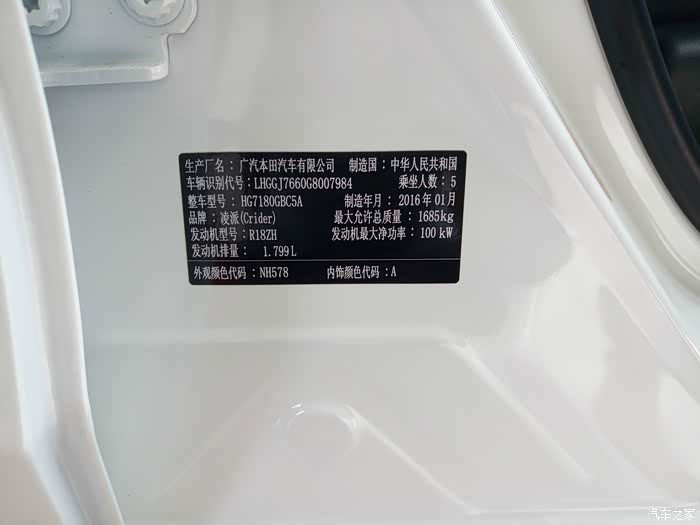 生产厂名：广汽本田汽车有限公司 制造国：中华人民共和国
车辆识别代号：LHGGJ7660G8007984 乘坐人数：5
整车型号：HG7180GBC5A 制造年月：2016年01月
品牌：凌派(Crider) 最大允许总质量：1685kg
发动机型号：R18ZH 发动机最大净功率：100kW
发动机排量：1.799L
外观颜色代码：NH578 内饰颜色代码：A
汽车之家